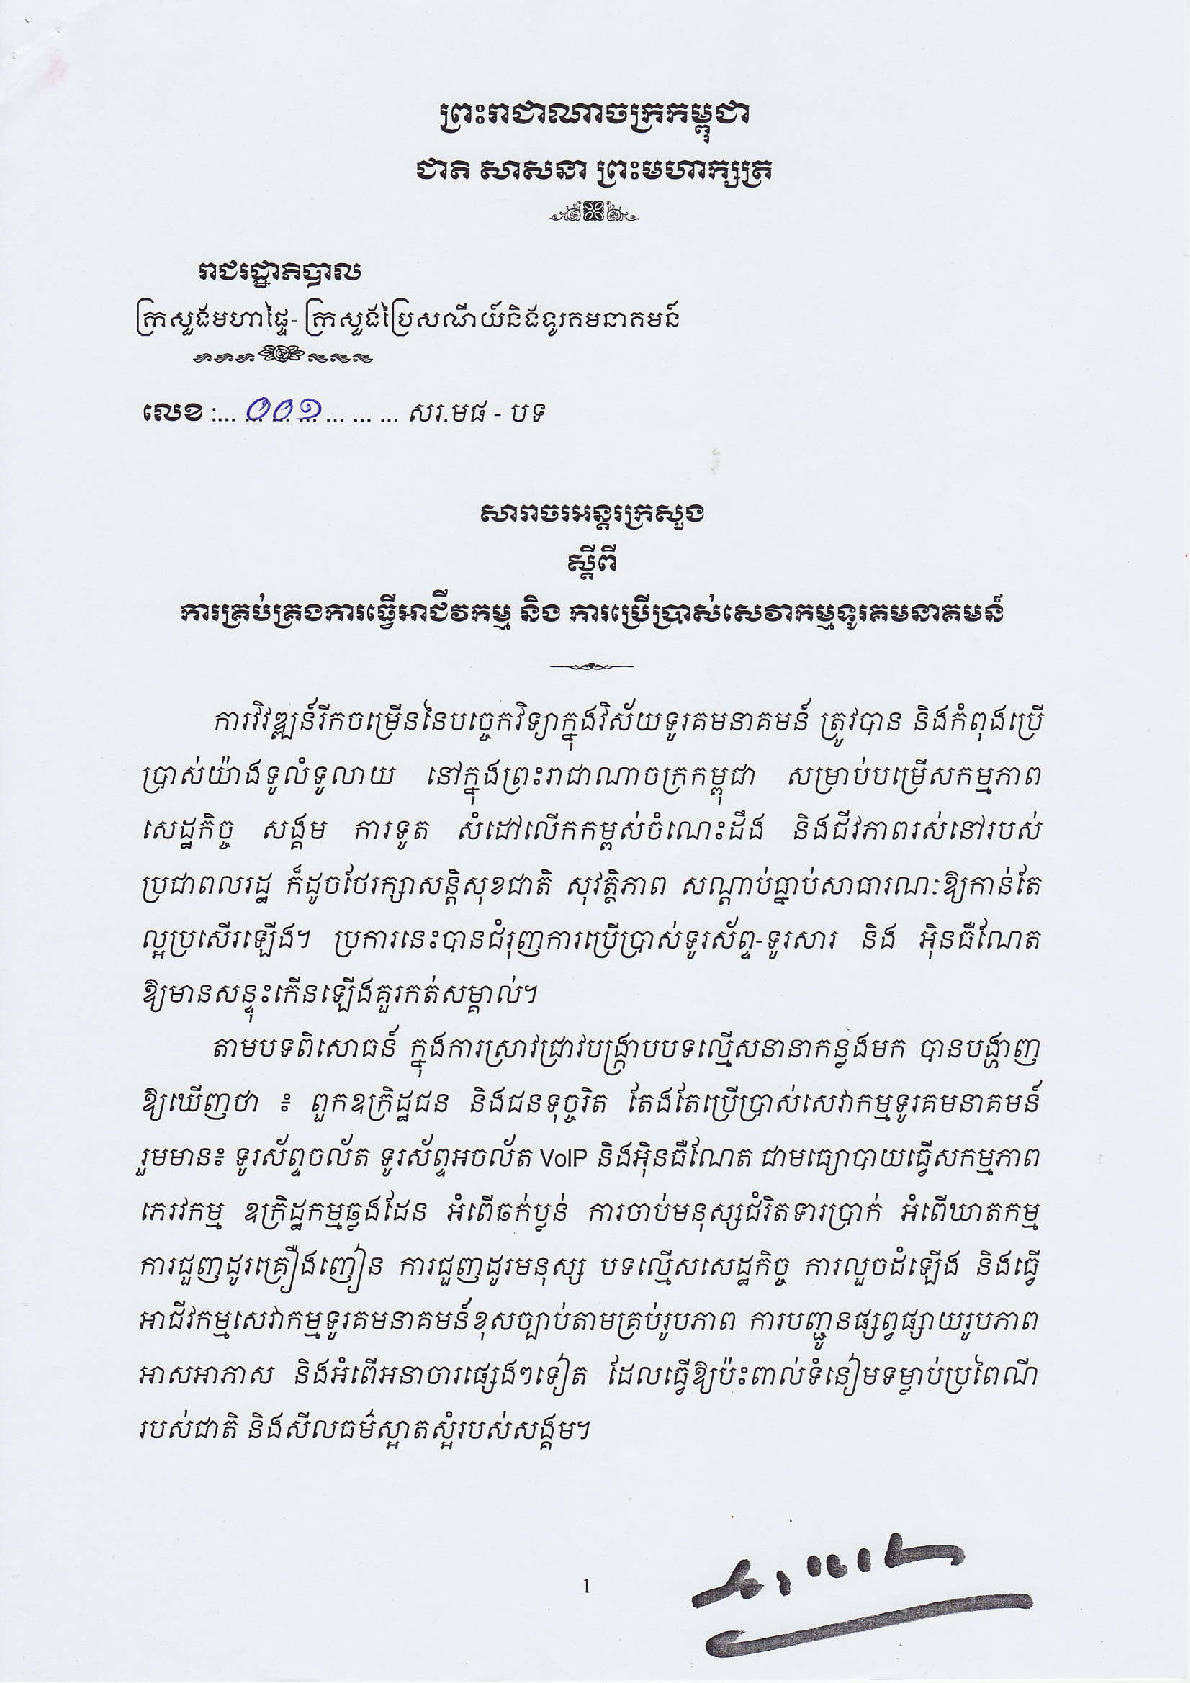 ព្រះរាជាណាចក្រកម្ពុជា
ជាតិ សាសនា ព្រះមហាក្សត្រ
រាជរដ្ឋាភិបាល
ក្រសួងមហាផ្ទៃ- ក្រសួងប្រៃសណីយ៍និងទូរគមនាគមន៍
លេខ :... ០០១ ... ... ... សរ.មផ - បទ
សារាចរអន្តរក្រសួង
ស្តីពី
ការគ្រប់គ្រងការធ្វើអាជីវកម្ម និង ការប្រើប្រាស់សេវាកម្មទូរគមនាគមន៍
ការវិវឌ្ឍន៍រីកចម្រើននៃបច្ចេកវិទ្យាក្នុងវិស័យទូរគមនាគមន៍ ត្រូវបាន និងកំពុងប្រើ
ប្រាស់យ៉ាងទូលំទូលាយ នៅក្នុងព្រះរាជាណាចក្រកម្ពុជា សម្រាប់បម្រើសកម្មភាព
សេដ្ឋកិច្ច សង្គម ការទូត សំដៅលើកកម្ពស់ចំណេះដឹង និងជីវភាពរស់នៅរបស់
ប្រជាពលរដ្ឋ ក៏ដូចថែរក្សាសន្តិសុខជាតិ សុវត្ថិភាព សណ្តាប់ធ្នាប់សាធារណៈឱ្យកាន់តែ
ល្អប្រសើរឡើង។ ប្រការនេះបានជំរុញការប្រើប្រាស់ទូរស័ព្ទ-ទូរសារ និង អ៊ិនធឺណែត
ឱ្យមានសន្ទុះកើនឡើងគួរកត់សម្គាល់។
តាមបទពិសោធន៍ ក្នុងការស្រាវជ្រាវបង្ក្រាបបទល្មើសនានាកន្លងមក បានបង្ហាញ
ឱ្យឃើញថា ៖ ពួកឧក្រិដ្ឋជន និងជនទុច្ចរិត តែងតែប្រើប្រាស់សេវាកម្មទូរគមនាគមន៍
រួមមាន៖ ទូរស័ព្ទចល័ត ទូរស័ព្ទអចល័ត VoIP និងអ៊ិនធឺណែត ជាមធ្យោបាយធ្វើសកម្មភាព
ភេរវកម្ម ឧក្រិដ្ឋកម្មឆ្លងដែន អំពើឆក់ប្លន់ ការចាប់មនុស្សជំរិតទារប្រាក់ អំពើឃាតកម្ម
ការជួញដូរគ្រឿងញៀន ការជួញដូរមនុស្ស បទល្មើសសេដ្ឋកិច្ច ការលួចដំឡើង និងធ្វើ
អាជីវកម្មសេវាកម្មទូរគមនាគមន៍ខុសច្បាប់តាមគ្រប់រូបភាព ការបញ្ជូនផ្សព្វផ្សាយរូបភាព
អាសអាភាស និងអំពើអនាចារផ្សេងៗទៀត ដែលធ្វើឱ្យប៉ះពាល់ទំនៀមទម្លាប់ប្រពៃណី
របស់ជាតិ និងសីលធម៌ស្អាតស្អំរបស់សង្គម។
1